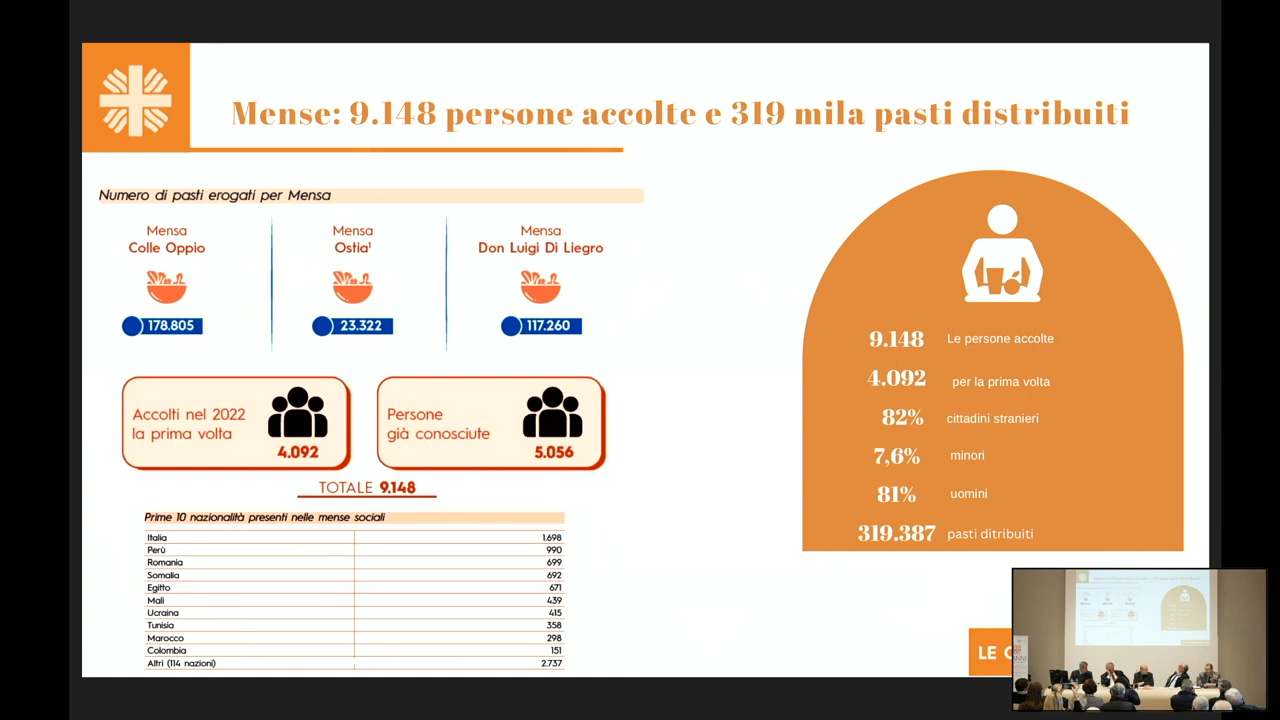 Mense: 9.148 persone accolte e 319 mila pasti distribuiti
Numero di pasti erogati per Mensa
Mensa
Colle Oppio
178.805
Mensa
Ostia¹
23.322
Mensa
Don Luigi Di Liegro
117.260
Accolti nel 2022
la prima volta
4.092
Persone
già conosciute
5.056
TOTALE 9.148
Prime 10 nazionalità presenti nelle mense sociali
Italia 1.698
Perù 990
Romania 699
Somalia 692
Egitto 671
Mali 439
Ucraina 415
Tunisia 358
Marocco 298
Colombia 151
Altri (114 nazioni) 2.737
9.148 Le persone accolte
4.092 per la prima volta
82% cittadini stranieri
7,6% minori
81% uomini
319.387 pasti ditribuiti
LE